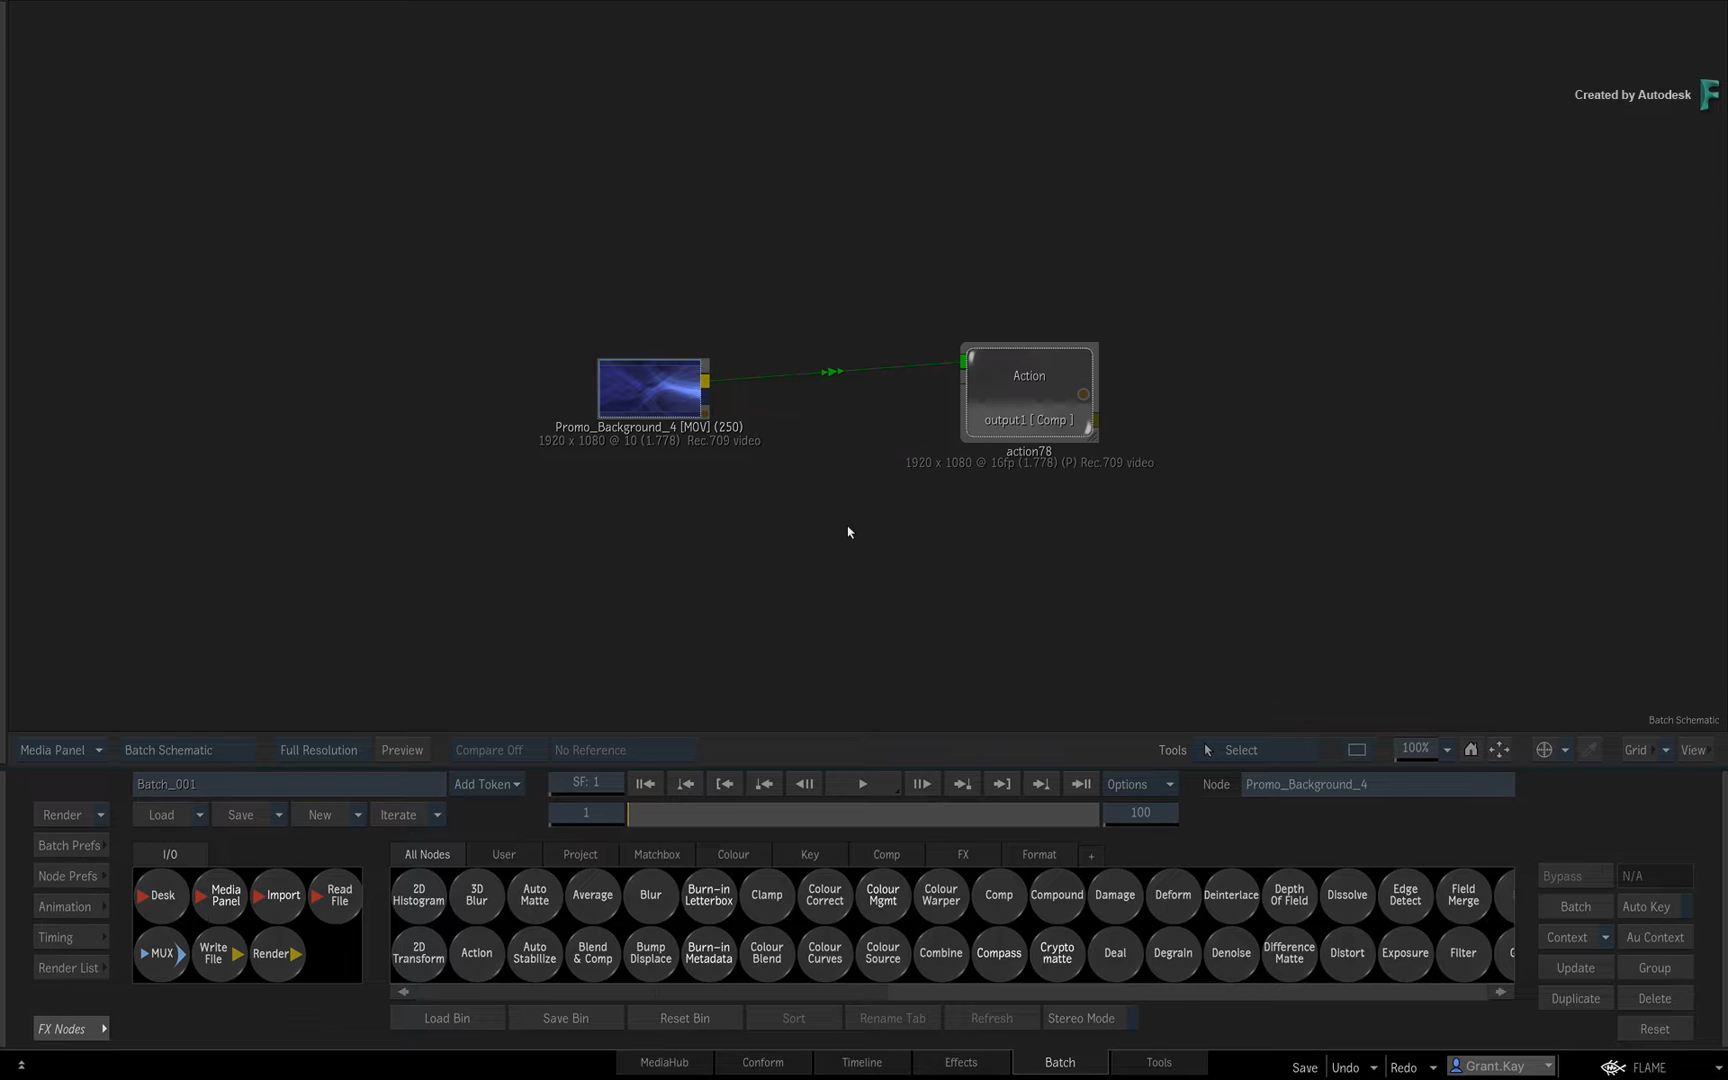 Created by Autodesk
Action
output1 [ Comp ]
Promo_Background_4 [MOV] (250)
1920 x 1080 @ 10 (1.778) Rec.709 video
action78
1920 x 1080 @ 16fp (1.778) (P) Rec.709 video
Batch Schematic
Media Panel Batch Schematic Full Resolution Preview Compare Off No Reference Tools Select 100% Grid View
Batch_001 Add Token SF: 1 Options Node Promo_Background_4
Render Load Save New Iterate 1 100
Batch Prefs
I/O All Nodes User Project Matchbox Colour Key Comp FX Format +
Node Prefs Bypass N/A
Desk Media Panel Import Read File 2D Histogram 3D Blur Auto Matte Average Blur Burn-in Letterbox Clamp Colour Correct Colour Mgmt Colour Warper Comp Compound Damage Deform Deinterlace Depth Of Field Dissolve Edge Detect Field Merge
Animation Batch Auto Key
Timing Context Au Context
MUX Write File Render 2D Transform Action Auto Stabilize Blend & Comp Bump Displace Burn-in Metadata Colour Blend Colour Curves Colour Source Combine Compass Crypto matte Deal Degrain Denoise Difference Matte Distort Exposure Filter
Render List Update Group
Duplicate Delete
FX Nodes Load Bin Save Bin Reset Bin Sort Rename Tab Refresh Stereo Mode Reset
MediaHub Conform Timeline Effects Batch Tools Save Undo Redo Grant.Kay FLAME